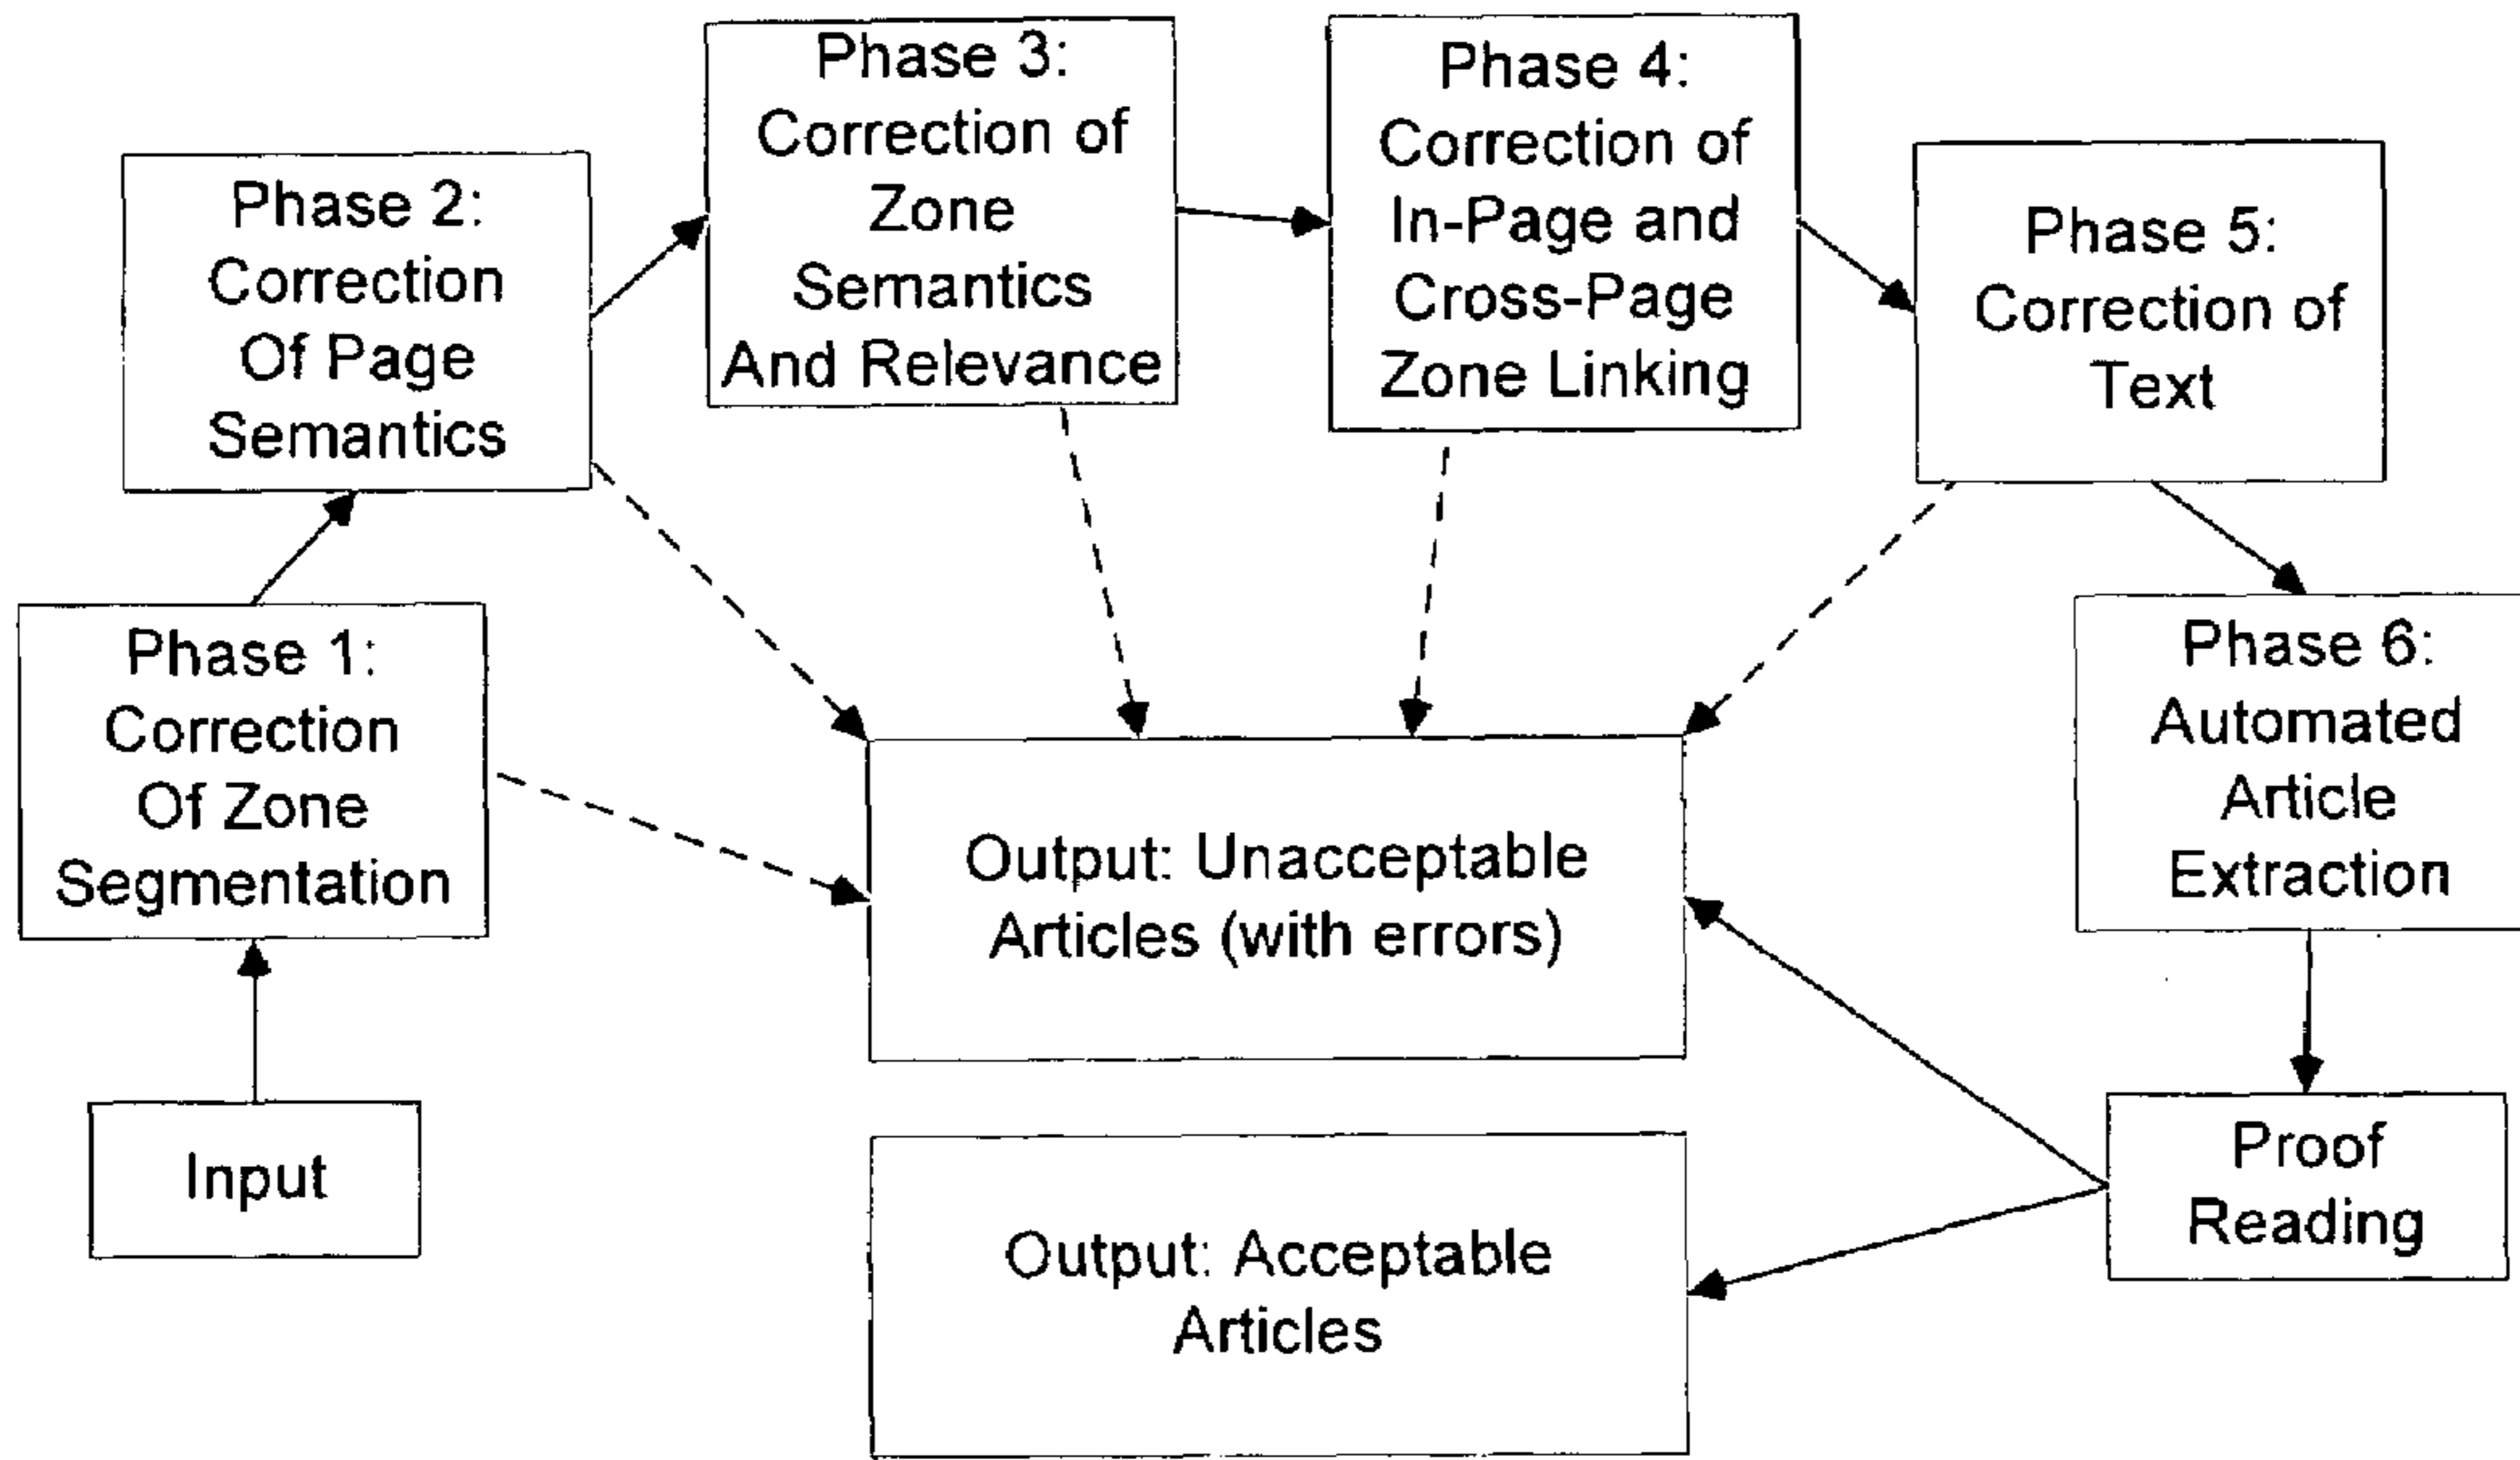 Phase 3:
Correction of
Zone
Semantics
And Relevance
Phase 4:
Correction of
In-Page and
Cross-Page
Zone Linking
Phase 2:
Correction
Of Page
Semantics
Phase 5:
Correction of
Text
Phase 1:
Correction
Of Zone
Segmentation
Phase 6:
Automated
Article
Extraction
Output: Unacceptable
Articles (with errors)
Input
Proof
Reading
Output: Acceptable
Articles